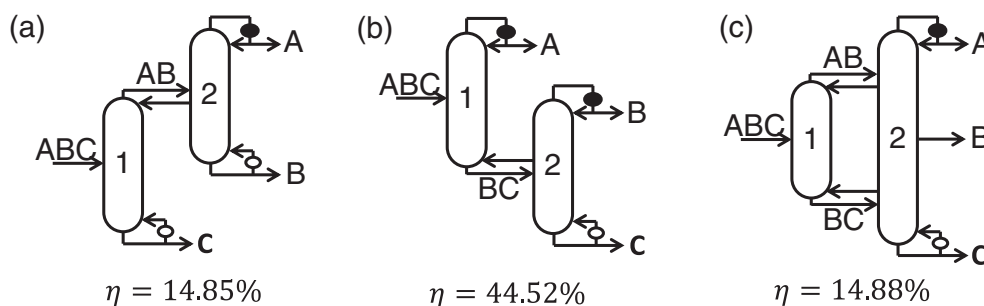 (a)
A
AB
2
ABC
1
B
C
η = 14.85%
(b)
A
ABC
1
B
2
BC
C
η = 44.52%
(c)
A
AB
ABC
1
2
B
BC
C
η = 14.88%